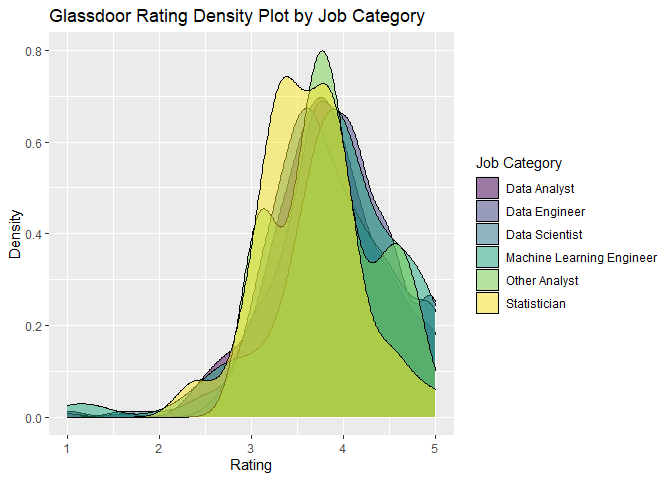 Glassdoor Rating Density Plot by Job Category
0.8
0.6
0.4
0.2
0.0
Density
1 2 3 4 5
Rating
Job Category
Data Analyst
Data Engineer
Data Scientist
Machine Learning Engineer
Other Analyst
Statistician